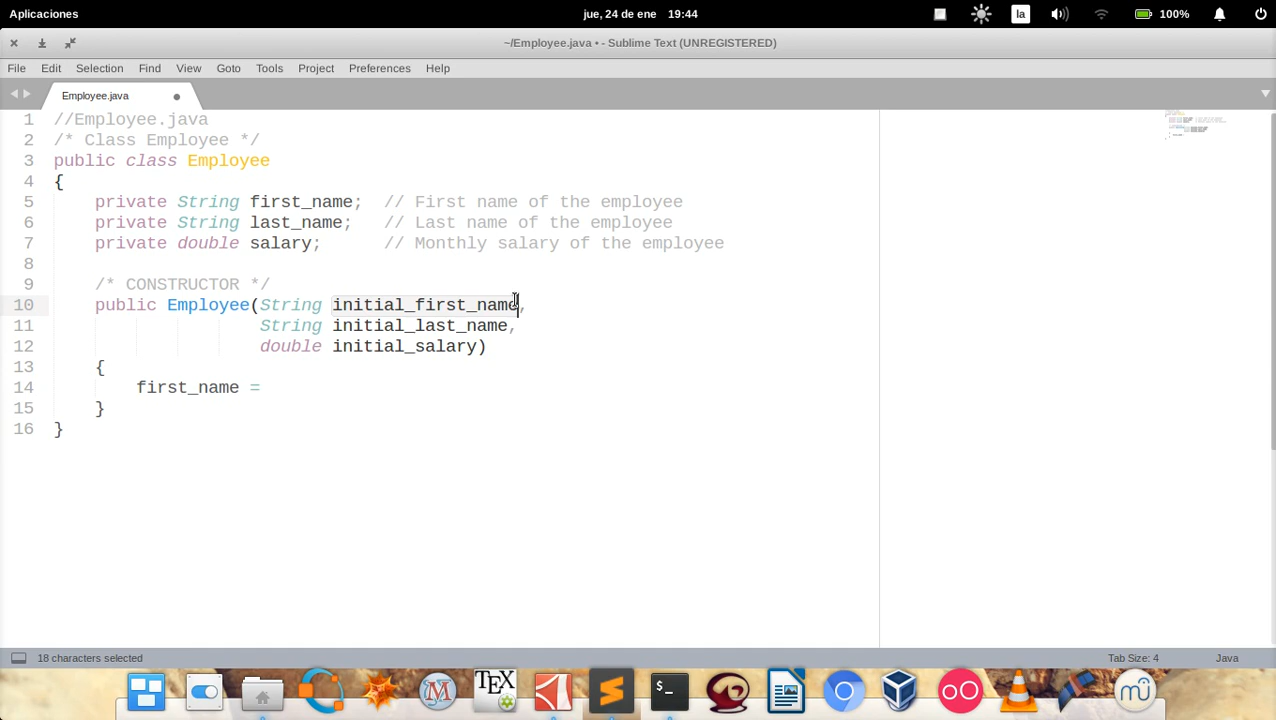 Aplicaciones
jue, 24 de ene 19:44
la
100%
~/Employee.java • - Sublime Text (UNREGISTERED)
File Edit Selection Find View Goto Tools Project Preferences Help
Employee.java
1 //Employee.java
2 /* Class Employee */
3 public class Employee
4 {
5 private String first_name; // First name of the employee
6 private String last_name; // Last name of the employee
7 private double salary; // Monthly salary of the employee
8
9 /* CONSTRUCTOR */
10 public Employee(String initial_first_name,
11 String initial_last_name,
12 double initial_salary)
13 {
14 first_name =
15 }
16 }
18 characters selected
Tab Size: 4
Java
TEX